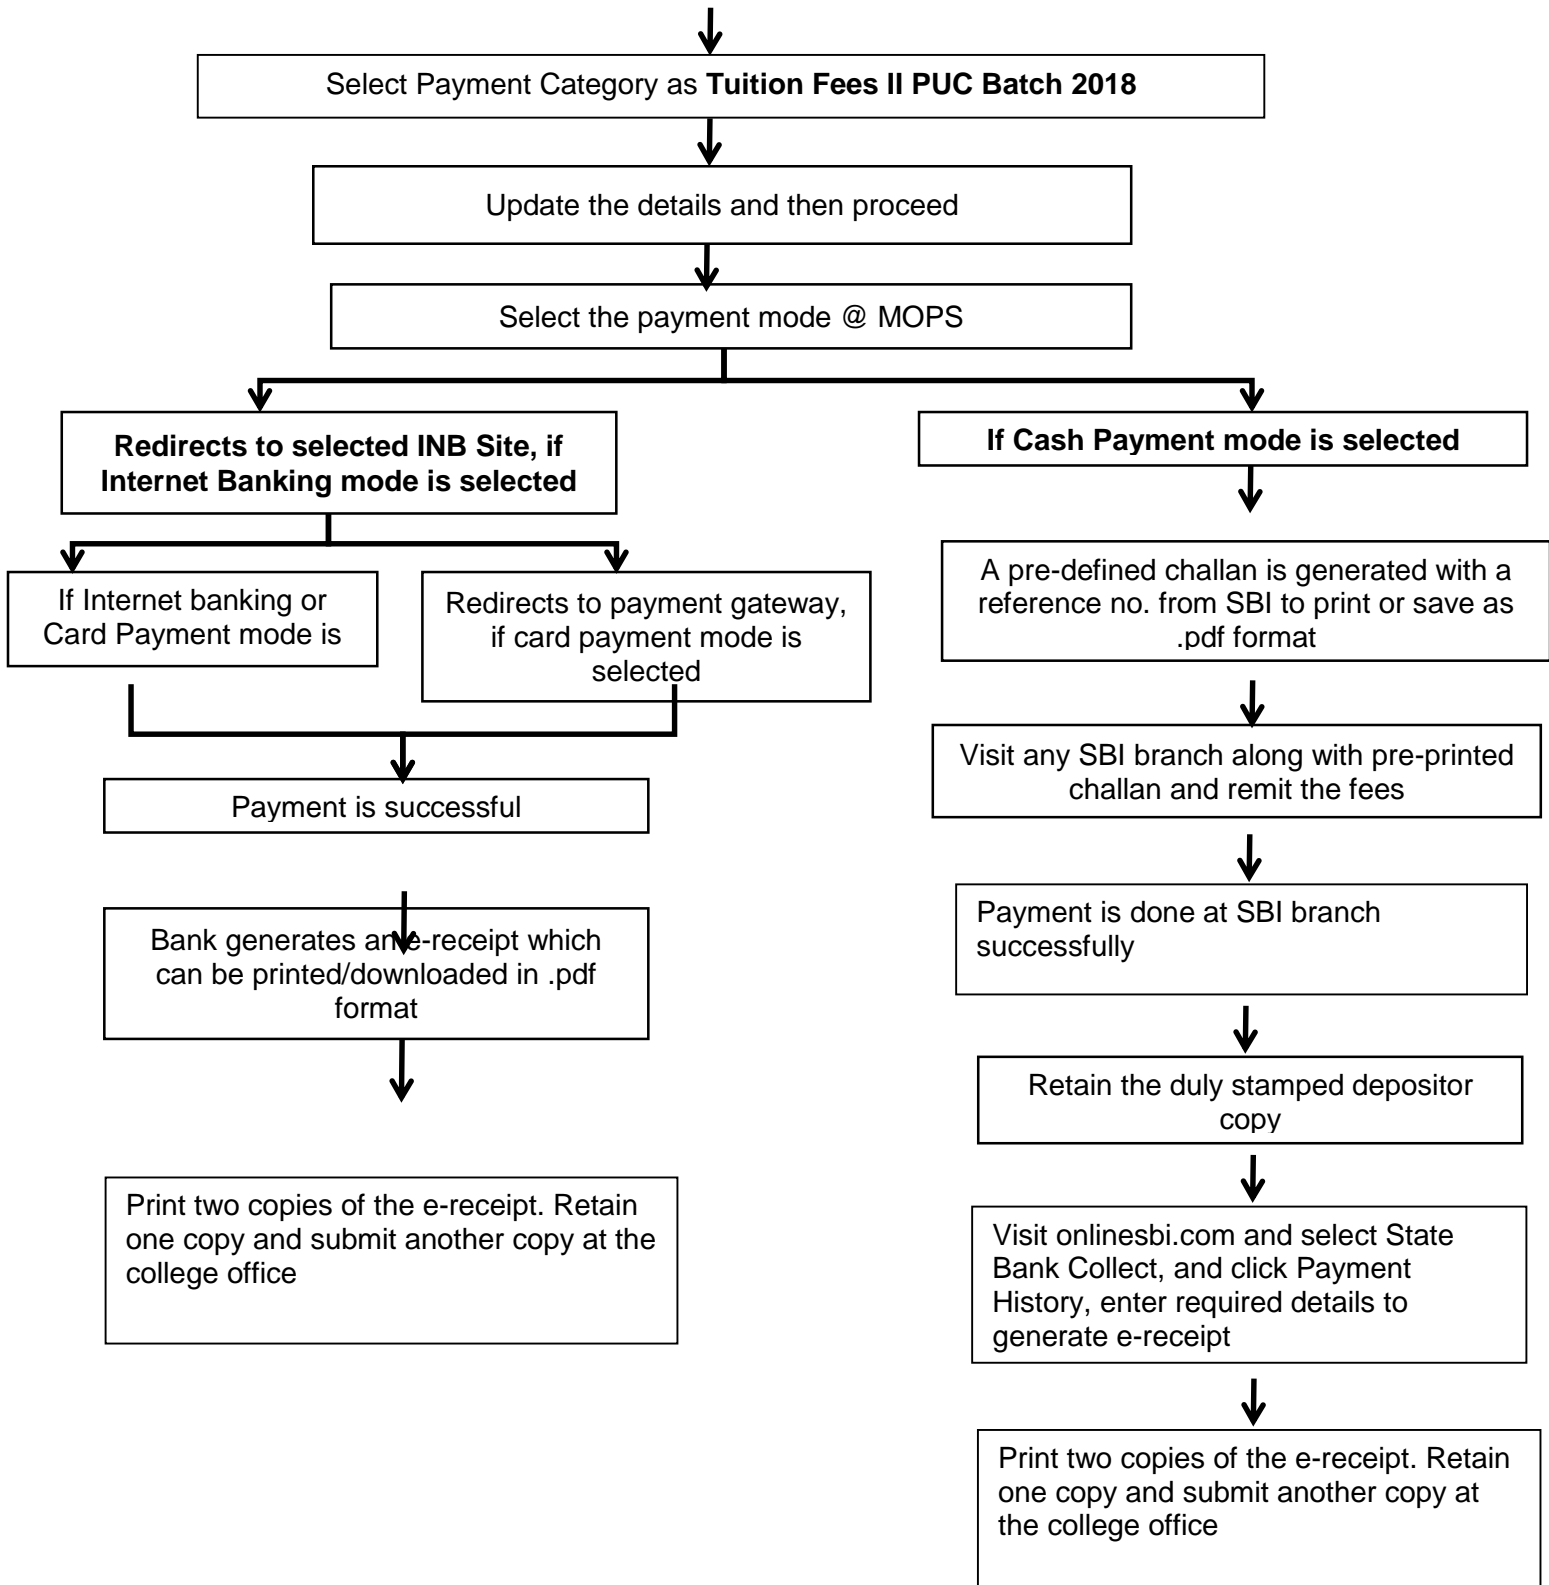 Select Payment Category as Tuition Fees II PUC Batch 2018
Update the details and then proceed
Select the payment mode @ MOPS
Redirects to selected INB Site, if
Internet Banking mode is selected
If Cash Payment mode is selected
If Internet banking or
Card Payment mode is
Redirects to payment gateway,
if card payment mode is
selected
A pre-defined challan is generated with a
reference no. from SBI to print or save as
.pdf format
Visit any SBI branch along with pre-printed
challan and remit the fees
Payment is successful
Payment is done at SBI branch
successfully
Bank generates an e-receipt which
can be printed/downloaded in .pdf
format
Retain the duly stamped depositor
copy
Print two copies of the e-receipt. Retain
one copy and submit another copy at the
college office
Visit onlinesbi.com and select State
Bank Collect, and click Payment
History, enter required details to
generate e-receipt
Print two copies of the e-receipt. Retain
one copy and submit another copy at
the college office